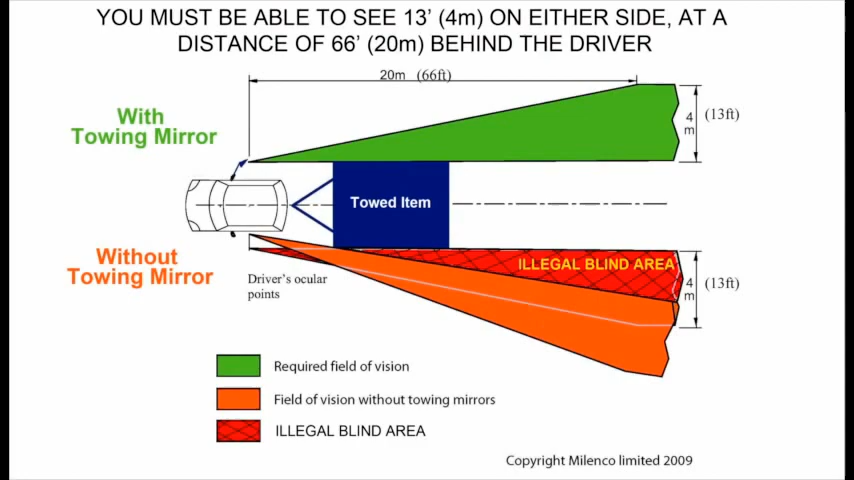 YOU MUST BE ABLE TO SEE 13' (4m) ON EITHER SIDE, AT A
DISTANCE OF 66' (20m) BEHIND THE DRIVER
20m (66ft)
With
Towing Mirror
4
m
(13ft)
Towed Item
Without
Towing Mirror
ILLEGAL BLIND AREA
4
m
(13ft)
Driver's ocular
points
Required field of vision
Field of vision without towing mirrors
ILLEGAL BLIND AREA
Copyright Milenco limited 2009